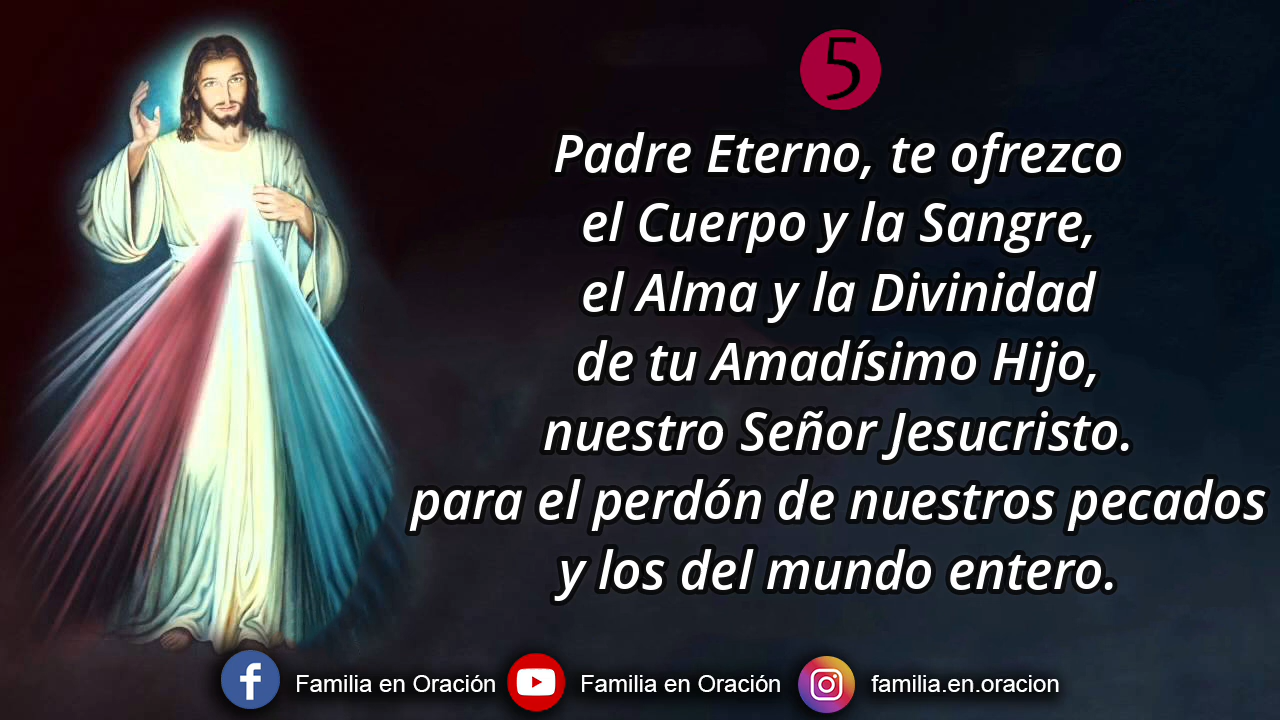 5
Padre Eterno, te ofrezco
el Cuerpo y la Sangre,
el Alma y la Divinidad
de tu Amadísimo Hijo,
nuestro Señor Jesucristo.
para el perdón de nuestros pecados
y los del mundo entero.
f Familia en Oración Familia en Oración familia.en.oracion